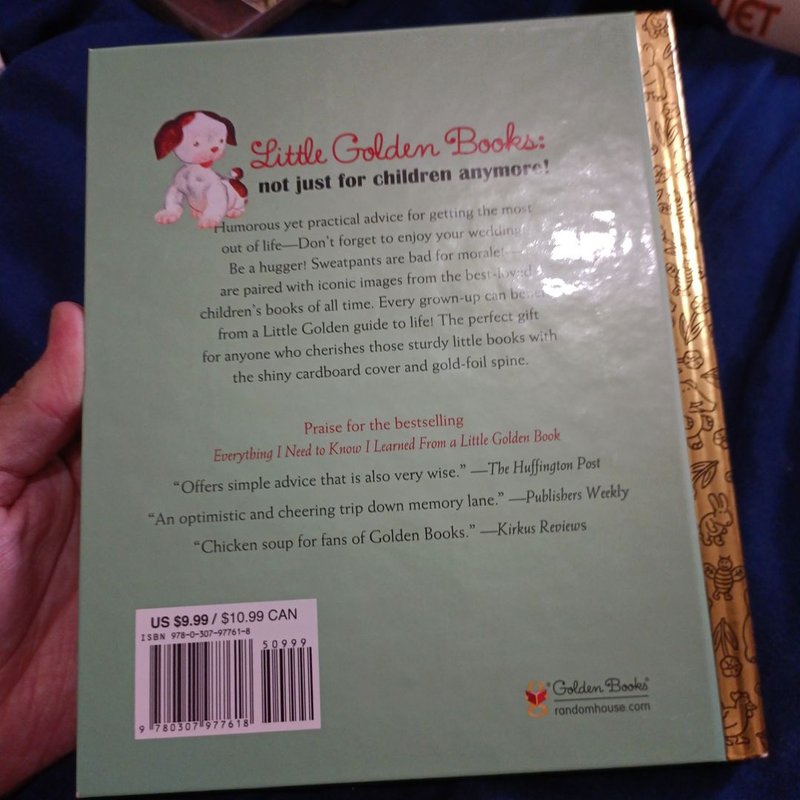 UET
Little Golden Books:
not just for children anymore!
Humorous yet practical advice for getting the most
out of life—Don't forget to enjoy your wedding!
Be a hugger! Sweatpants are bad for morale!—
are paired with iconic images from the best-loved
children's books of all time. Every grown-up can
from a Little Golden guide to life! The perfect gift
for anyone who cherishes those sturdy little books with
the shiny cardboard cover and gold-foil spine.
Praise for the bestselling
Everything I Need to Know I Learned From a Little Golden Book
“Offers simple advice that is also very wise.” —The Huffington Post
“An optimistic and cheering trip down memory lane.” —Publishers Weekly
“Chicken soup for fans of Golden Books.” —Kirkus Reviews
US $9.99 / $10.99 CAN
ISBN 978-0-307-97761-8
50999
9 780307 977618
Golden Books®
randomhouse.com